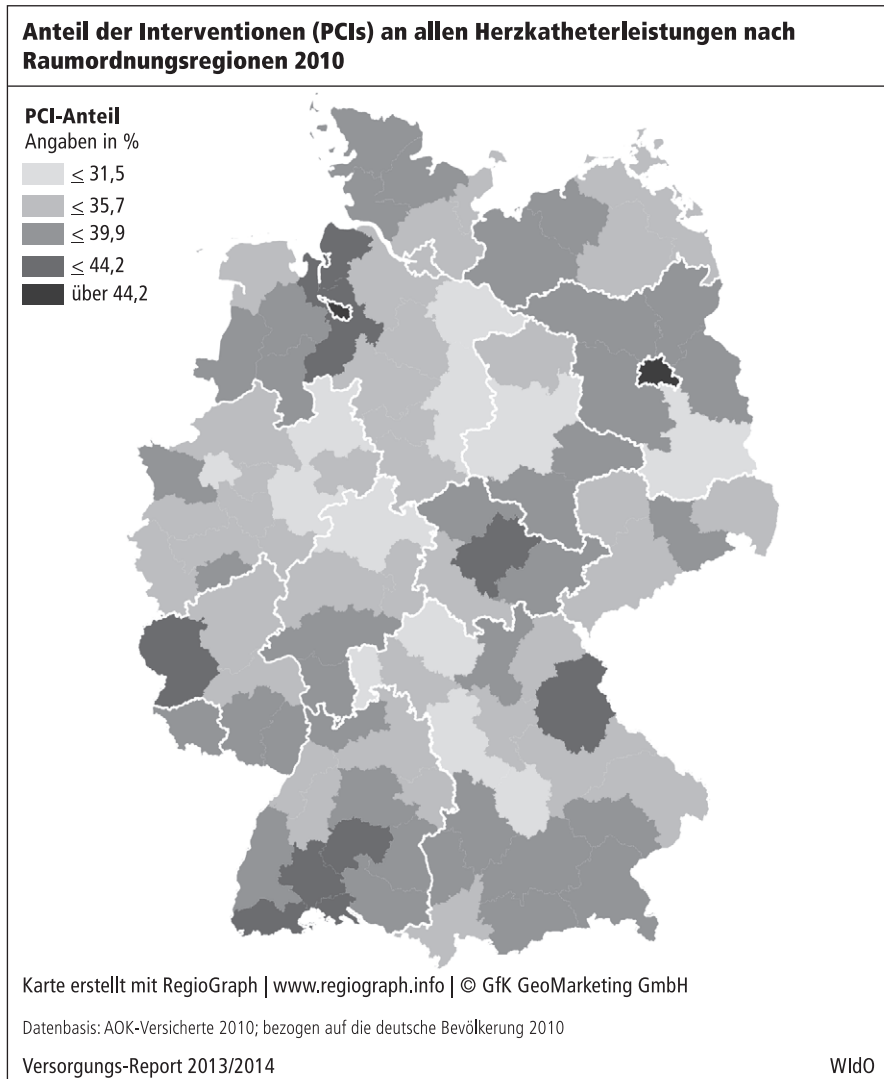 Anteil der Interventionen (PCIs) an allen Herzkatheterleistungen nach
Raumordnungsregionen 2010
PCI-Anteil
Angaben in %
≤ 31,5
≤ 35,7
≤ 39,9
≤ 44,2
über 44,2
Karte erstellt mit RegioGraph | www.regiograph.info | © GfK GeoMarketing GmbH
Datenbasis: AOK-Versicherte 2010; bezogen auf die deutsche Bevölkerung 2010
Versorgungs-Report 2013/2014 WIdO